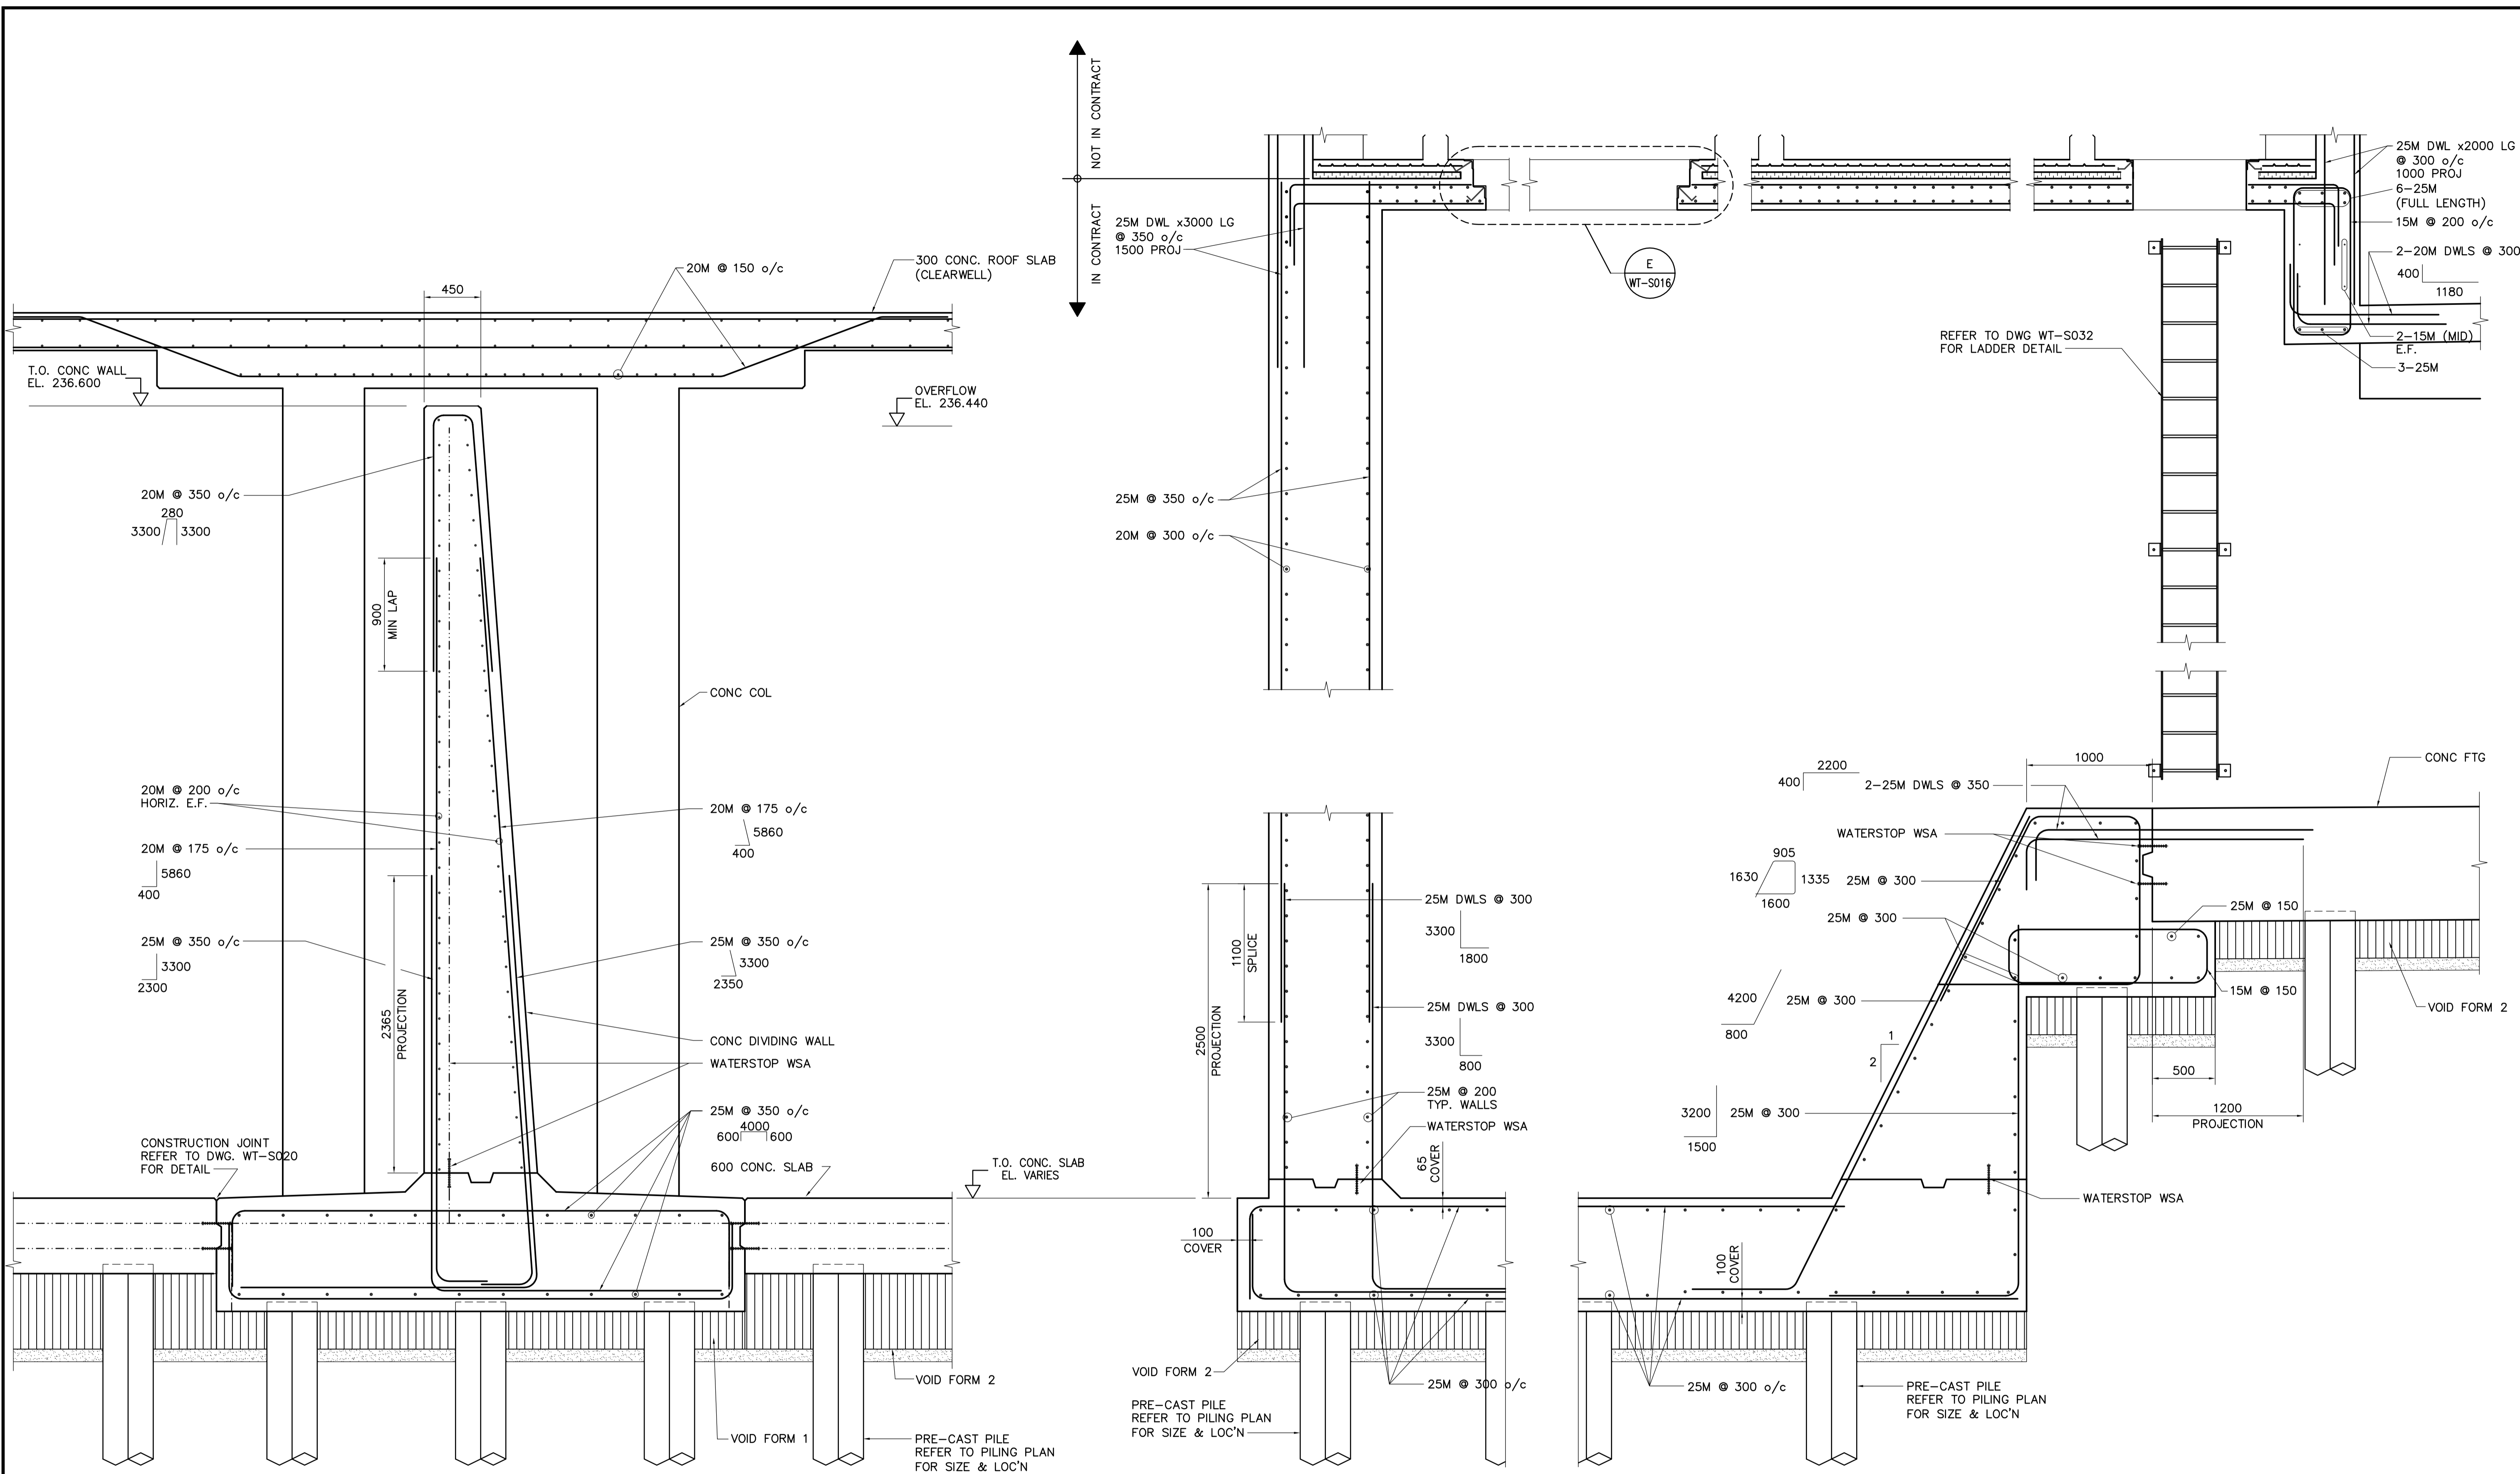 NOT IN CONTRACT
IN CONTRACT
450
20M @ 150 o/c
300 CONC. ROOF SLAB
(CLEARWELL)
T.O. CONC WALL
EL. 236.600
OVERFLOW
EL. 236.440
20M @ 350 o/c
280
3300 3300
900
MIN LAP
CONC COL
20M @ 200 o/c
HORIZ. E.F.
20M @ 175 o/c
5860
400
20M @ 175 o/c
5860
400
25M @ 350 o/c
3300
2300
25M @ 350 o/c
3300
2350
2365
PROJECTION
CONC DIVIDING WALL
WATERSTOP WSA
25M @ 350 o/c
4000
600 600
CONSTRUCTION JOINT
REFER TO DWG. WT-S020
FOR DETAIL
600 CONC. SLAB
T.O. CONC. SLAB
EL. VARIES
VOID FORM 2
VOID FORM 1
PRE-CAST PILE
REFER TO PILING PLAN
FOR SIZE & LOC'N
25M DWL x3000 LG
@ 350 o/c
1500 PROJ
E
WT-S016
25M @ 350 o/c
20M @ 300 o/c
25M DWL x2000 LG
@ 300 o/c
1000 PROJ
6-25M
(FULL LENGTH)
15M @ 200 o/c
2-20M DWLS @ 300
400
1180
2-15M (MID)
E.F.
3-25M
REFER TO DWG WT-S032
FOR LADDER DETAIL
1100
SPLICE
2500
PROJECTION
25M DWLS @ 300
3300
1800
25M DWLS @ 300
3300
800
25M @ 200
TYP. WALLS
WATERSTOP WSA
65
COVER
100
COVER
100
COVER
VOID FORM 2
PRE-CAST PILE
REFER TO PILING PLAN
FOR SIZE & LOC'N
25M @ 300 o/c
25M @ 300 o/c
PRE-CAST PILE
REFER TO PILING PLAN
FOR SIZE & LOC'N
1000
CONC FTG
2200
400
2-25M DWLS @ 350
WATERSTOP WSA
905
1630 1335
1600
25M @ 300
25M @ 300
25M @ 150
4200
800
25M @ 300
15M @ 150
VOID FORM 2
1
2
500
1200
PROJECTION
3200
1500
25M @ 300
WATERSTOP WSA